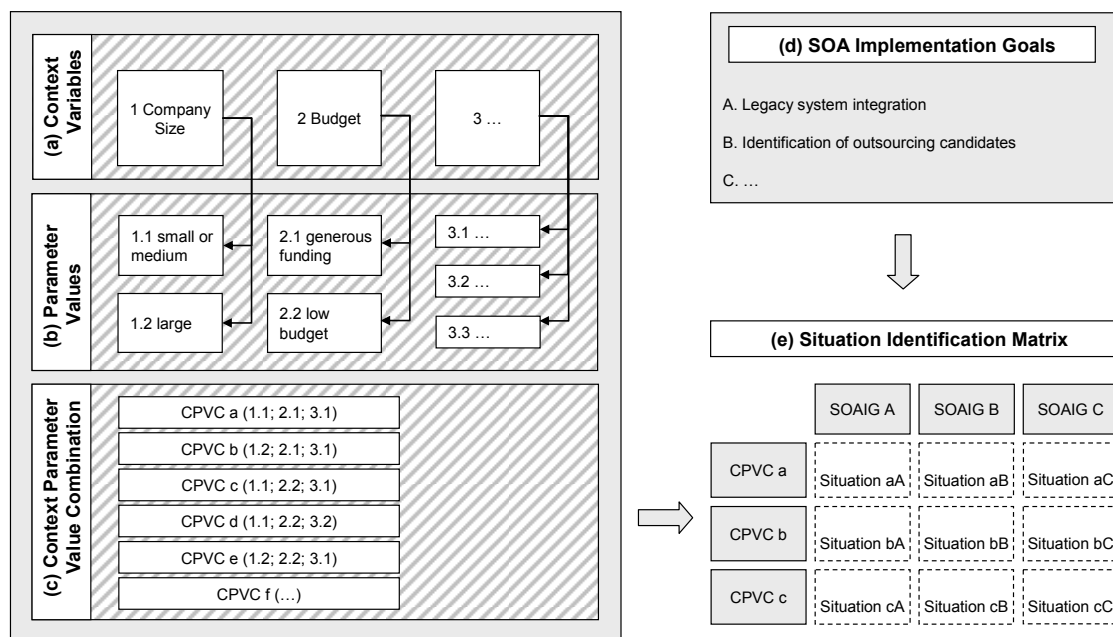 (a) Context
Variables
1 Company
Size
2 Budget
3 …
(b) Parameter
Values
1.1 small or
medium
2.1 generous
funding
3.1 …
3.2 …
1.2 large
2.2 low
budget
3.3 …
(c) Context Parameter
Value Combination
CPVC a (1.1; 2.1; 3.1)
CPVC b (1.2; 2.1; 3.1)
CPVC c (1.1; 2.2; 3.1)
CPVC d (1.1; 2.2; 3.2)
CPVC e (1.2; 2.2; 3.1)
CPVC f (…)
(d) SOA Implementation Goals
A. Legacy system integration
B. Identification of outsourcing candidates
C. …
(e) Situation Identification Matrix
SOAIG A SOAIG B SOAIG C
CPVC a Situation aA Situation aB Situation aC
CPVC b Situation bA Situation bB Situation bC
CPVC c Situation cA Situation cB Situation cC